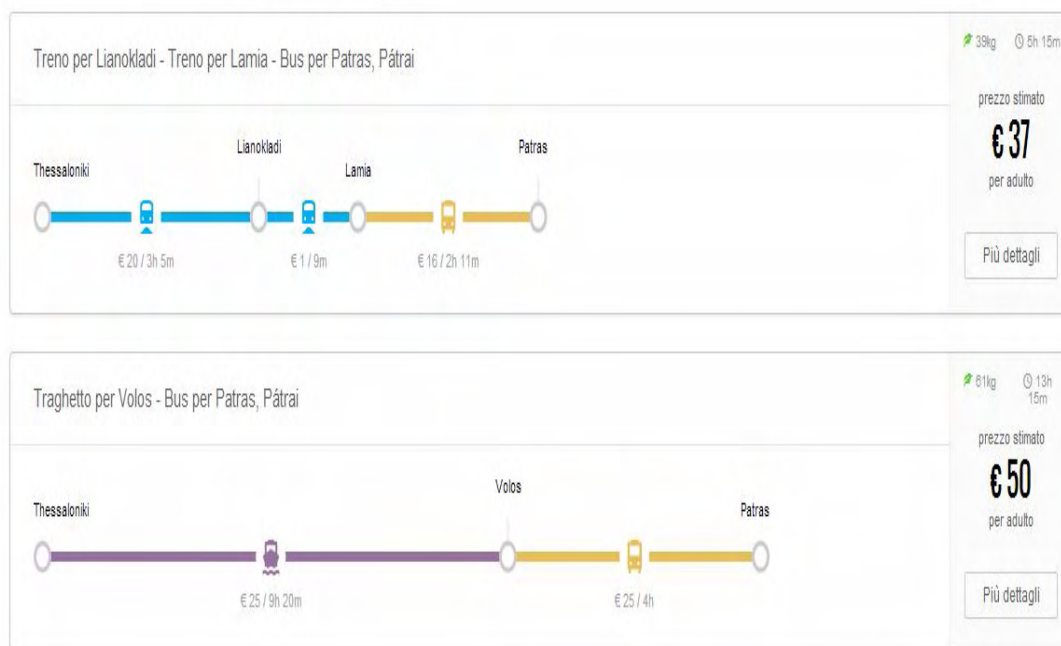 Treno per Lianokladi - Treno per Lamia - Bus per Patras, Pátrai
39kg 5h 15m
prezzo stimato
€ 37
per adulto
Più dettagli
Thessaloniki
Lianokladi
Lamia
Patras
€ 20 / 3h 5m
€ 1 / 9m
€ 16 / 2h 11m
Traghetto per Volos - Bus per Patras, Pátrai
61kg 13h
15m
prezzo stimato
€ 50
per adulto
Più dettagli
Thessaloniki
Volos
Patras
€ 25 / 9h 20m
€ 25 / 4h